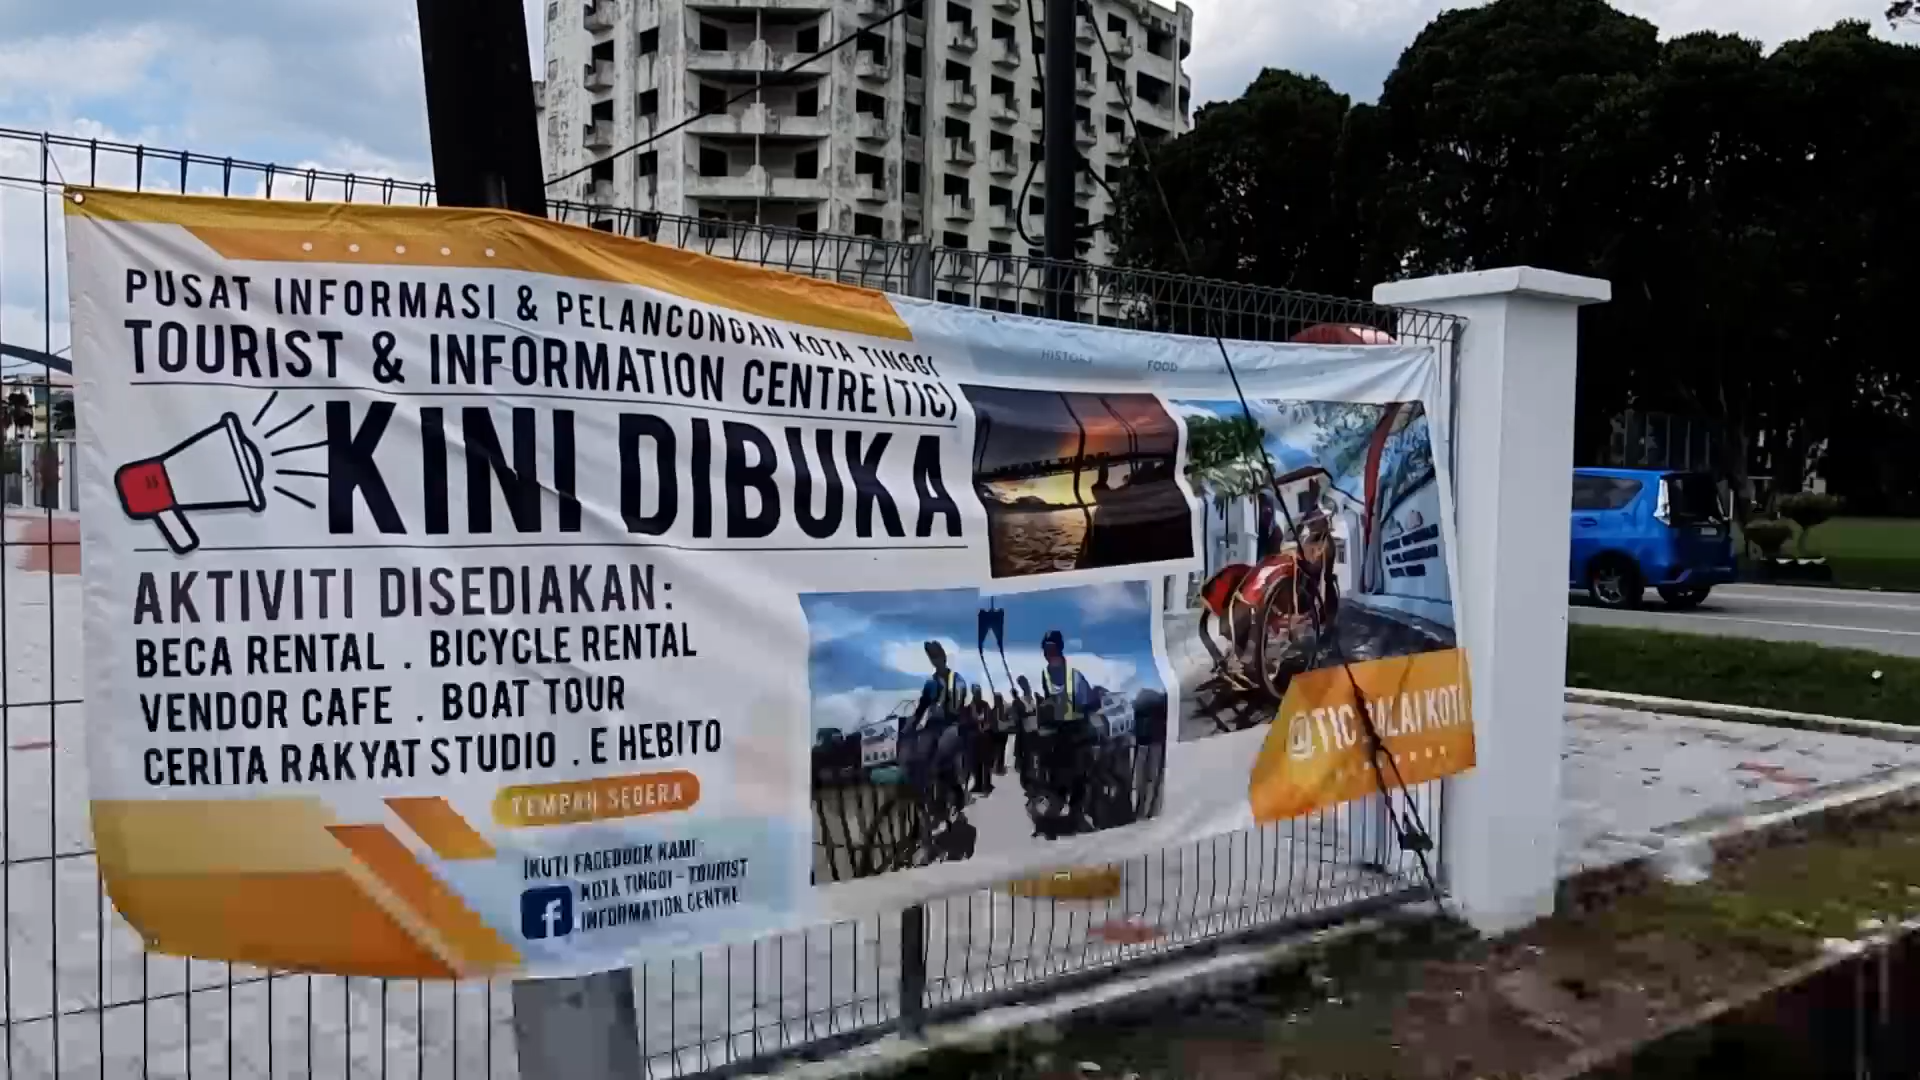 PUSAT INFORMASI & PELANCONGAN KOTA TINGGI
TOURIST & INFORMATION CENTRE (TIC)
KINI DIBUKA
AKTIVITI DISEDIAKAN:
BECA RENTAL . BICYCLE RENTAL
VENDOR CAFE . BOAT TOUR
CERITA RAKYAT STUDIO . E HEBITO
TEMPAH SEGERA
IKUTI FACEBOOK KAMI:
KOTA TINGGI - TOURIST
INFORMATION CENTRE
HISTORY FOOD
@TIC BALAI KOTA